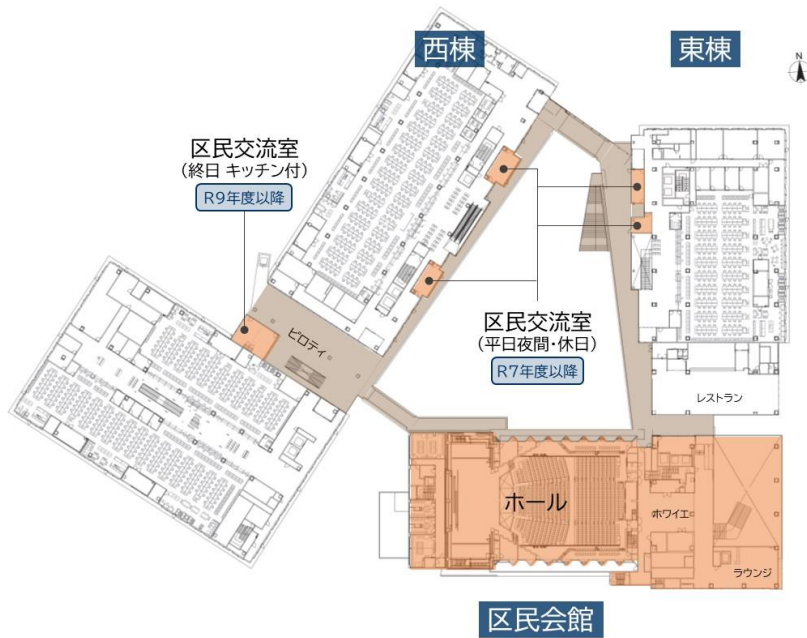 西棟
東棟
N
区民交流室
(終日 キッチン付)
R9年度以降
ピロティ
区民交流室
(平日夜間・休日)
R7年度以降
レストラン
ホール
ホワイエ
ラウンジ
区民会館